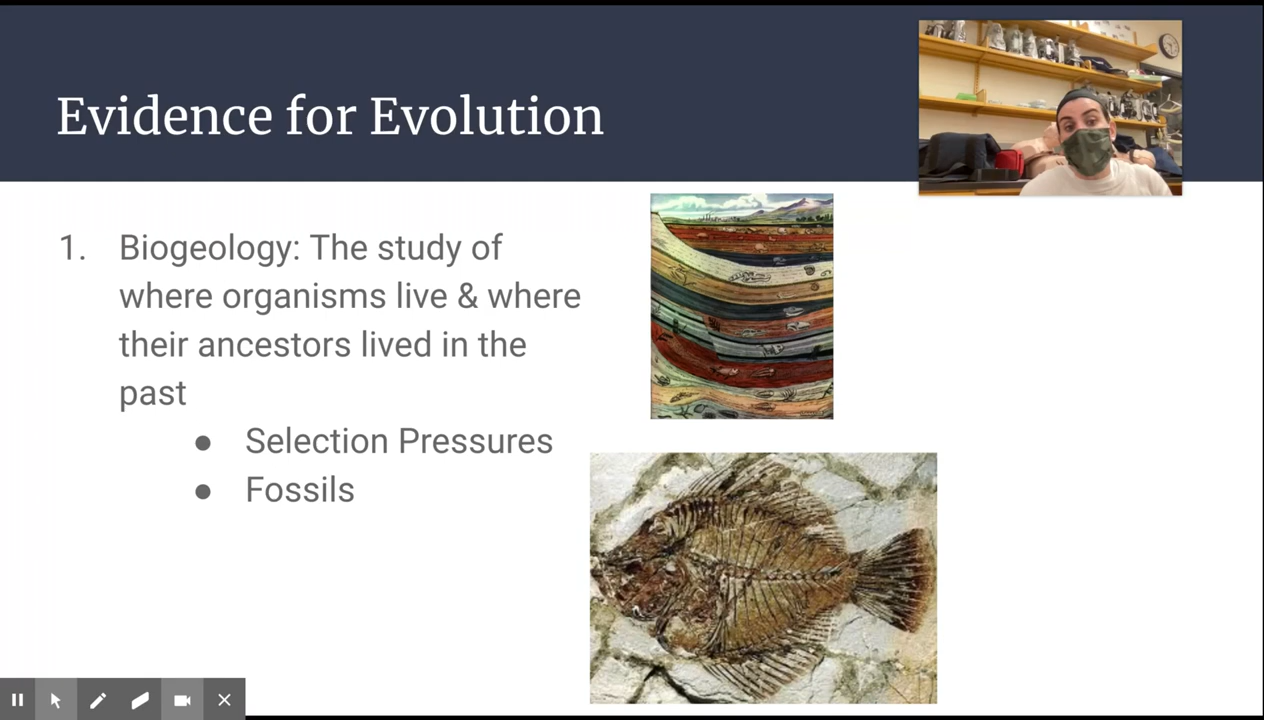 Evidence for Evolution
1. Biogeology: The study of
where organisms live & where
their ancestors lived in the
past
● Selection Pressures
● Fossils